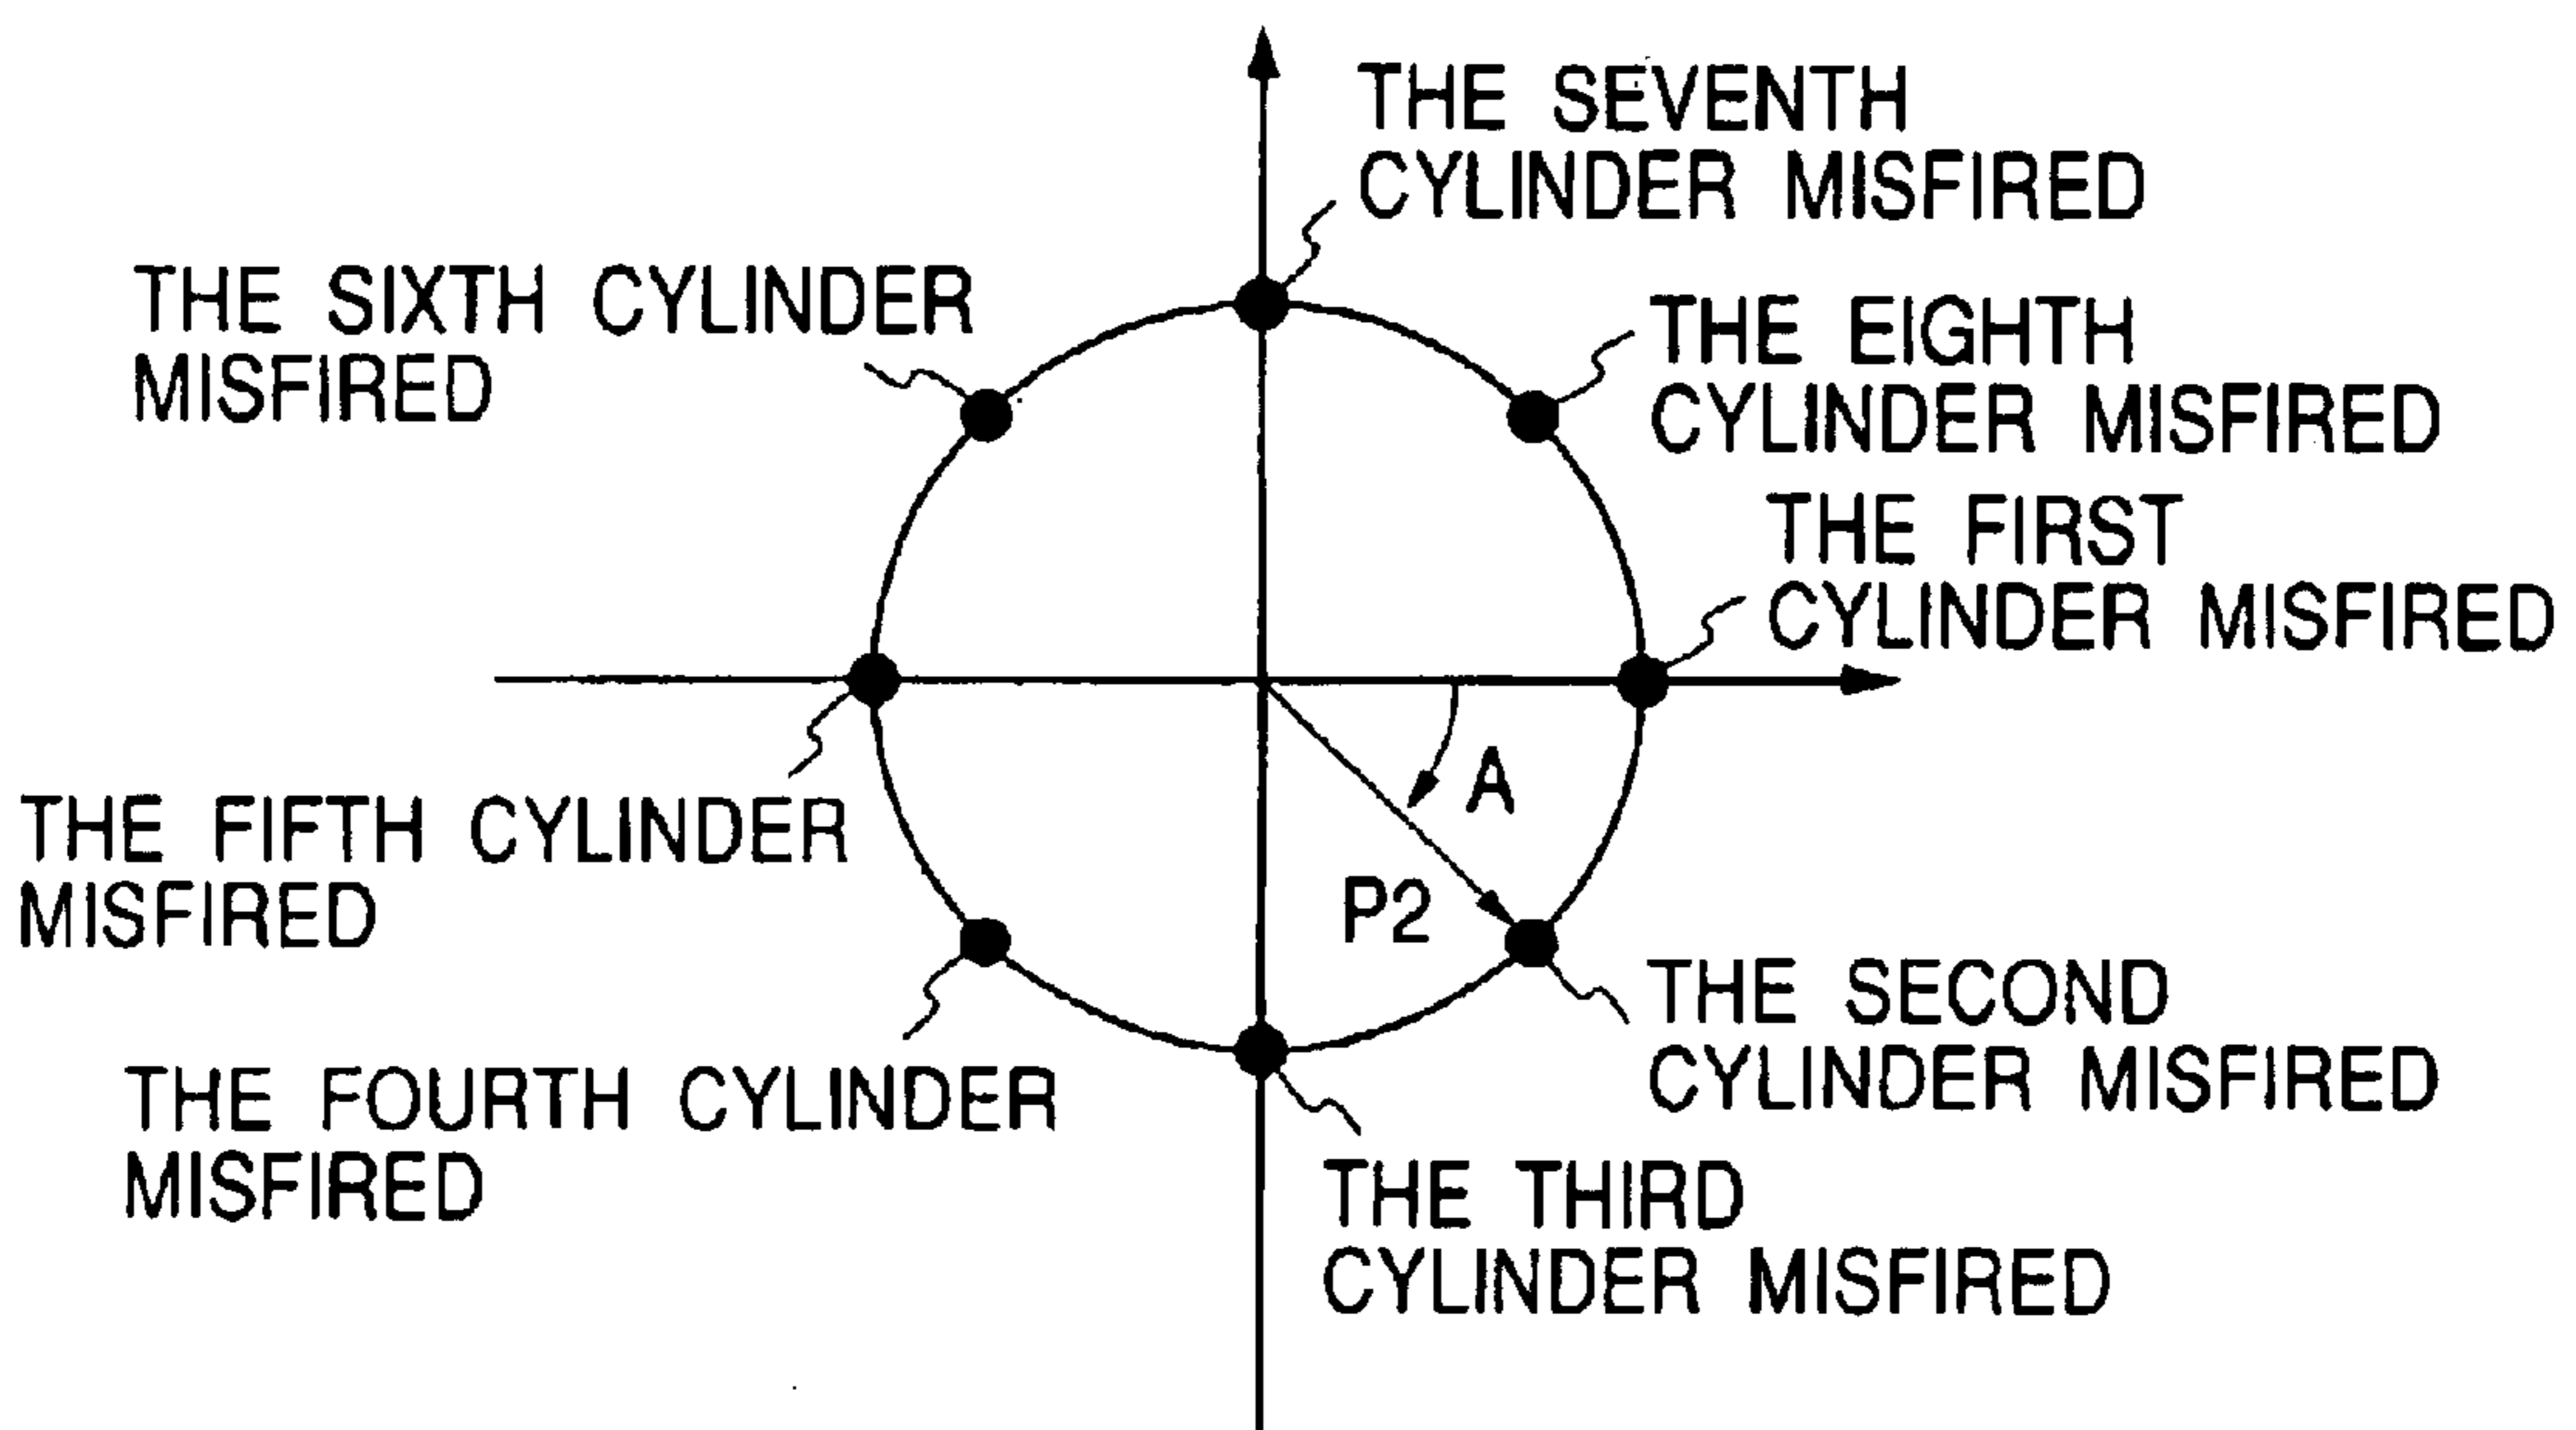 THE SEVENTH
CYLINDER MISFIRED
THE SIXTH CYLINDER
MISFIRED
THE EIGHTH
CYLINDER MISFIRED
THE FIRST
CYLINDER MISFIRED
A
THE FIFTH CYLINDER
MISFIRED
P2
THE SECOND
CYLINDER MISFIRED
THE FOURTH CYLINDER
MISFIRED
THE THIRD
CYLINDER MISFIRED